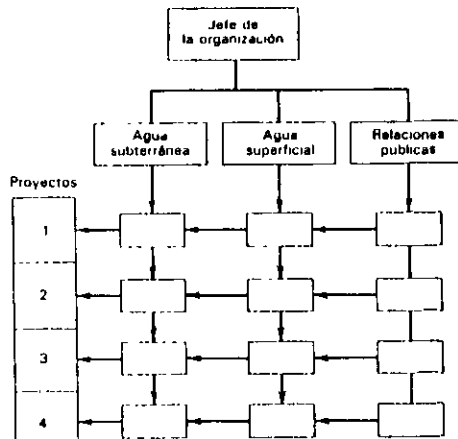 Jefe de
la organización
Agua
subterránea
Agua
superficial
Relaciones
publicas
Proyectos
1
2
3
4